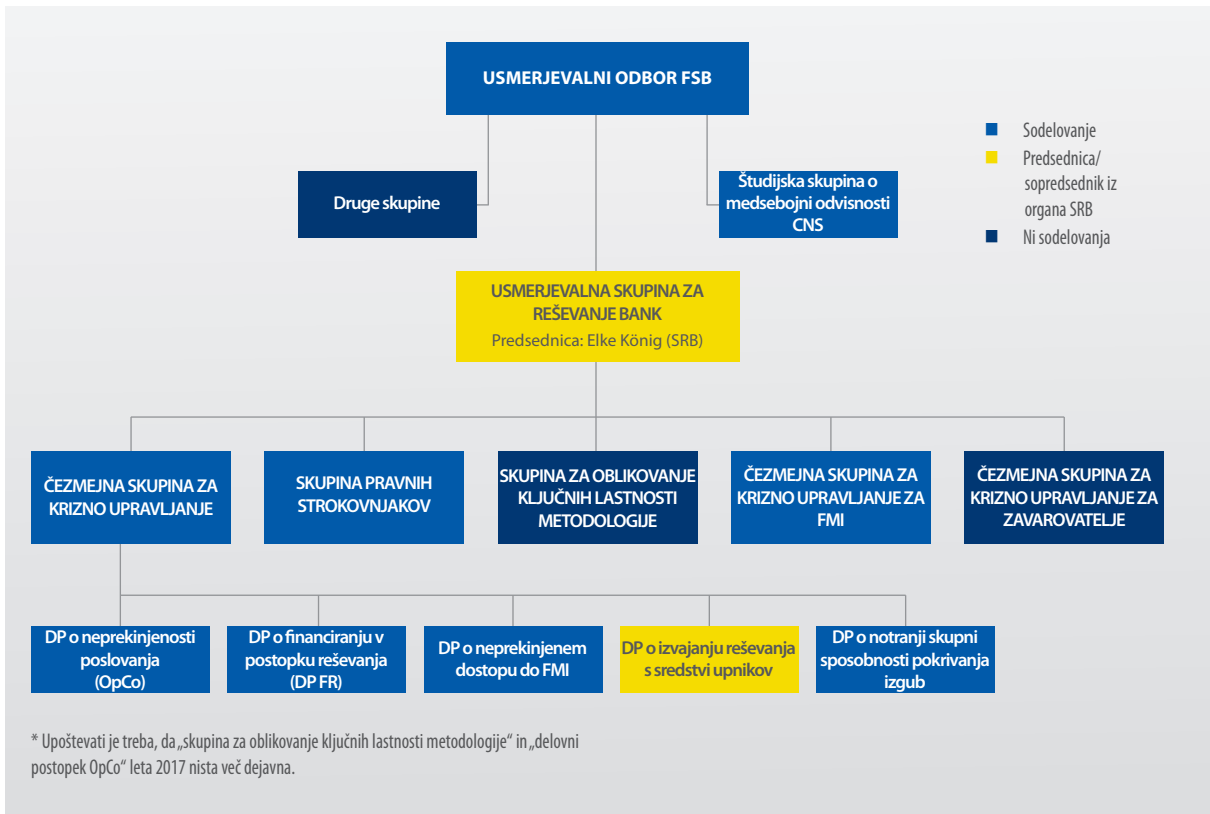 USMERJEVALNI ODBOR FSB
Sodelovanje
Predsednica/
sopredsednik iz
organa SRB
Ni sodelovanja
Druge skupine
Študijska skupina o
medsebojni odvisnosti
CNS
USMERJEVALNA SKUPINA ZA
REŠEVANJE BANK
Predsednica: Elke König (SRB)
ČEZMEJNA SKUPINA ZA
KRIZNO UPRAVLJANJE
SKUPINA PRAVNIH
STROKOVNJAKOV
SKUPINA ZA OBLIKOVANJE
KLJUČNIH LASTNOSTI
METODOLOGIJE
ČEZMEJNA SKUPINA ZA
KRIZNO UPRAVLJANJE ZA
FMI
ČEZMEJNA SKUPINA ZA
KRIZNO UPRAVLJANJE ZA
ZAVAROVATELJE
DP o neprekinjenosti
poslovanja
(OpCo)
DP o financiranju v
postopku reševanja
(DP FR)
DP o neprekinjenem
dostopu do FMI
DP o izvajanju reševanja
s sredstvi upnikov
DP o notranji skupni
sposobnosti pokrivanja
izgub
* Upoštevati je treba, da „skupina za oblikovanje ključnih lastnosti metodologije“ in „delovni
postopek OpCo“ leta 2017 nista več dejavna.